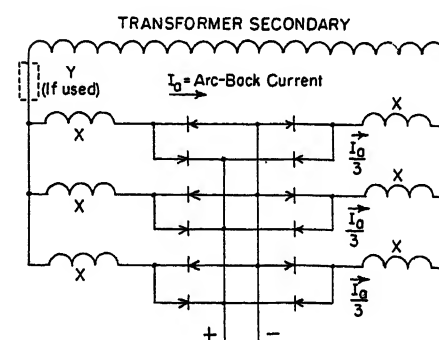 TRANSFORMER SECONDARY
Y
(If used)
Ia = Arc-Back Current
X
X
Ia
3
X
X
Ia
3
X
X
Ia
3
+ −